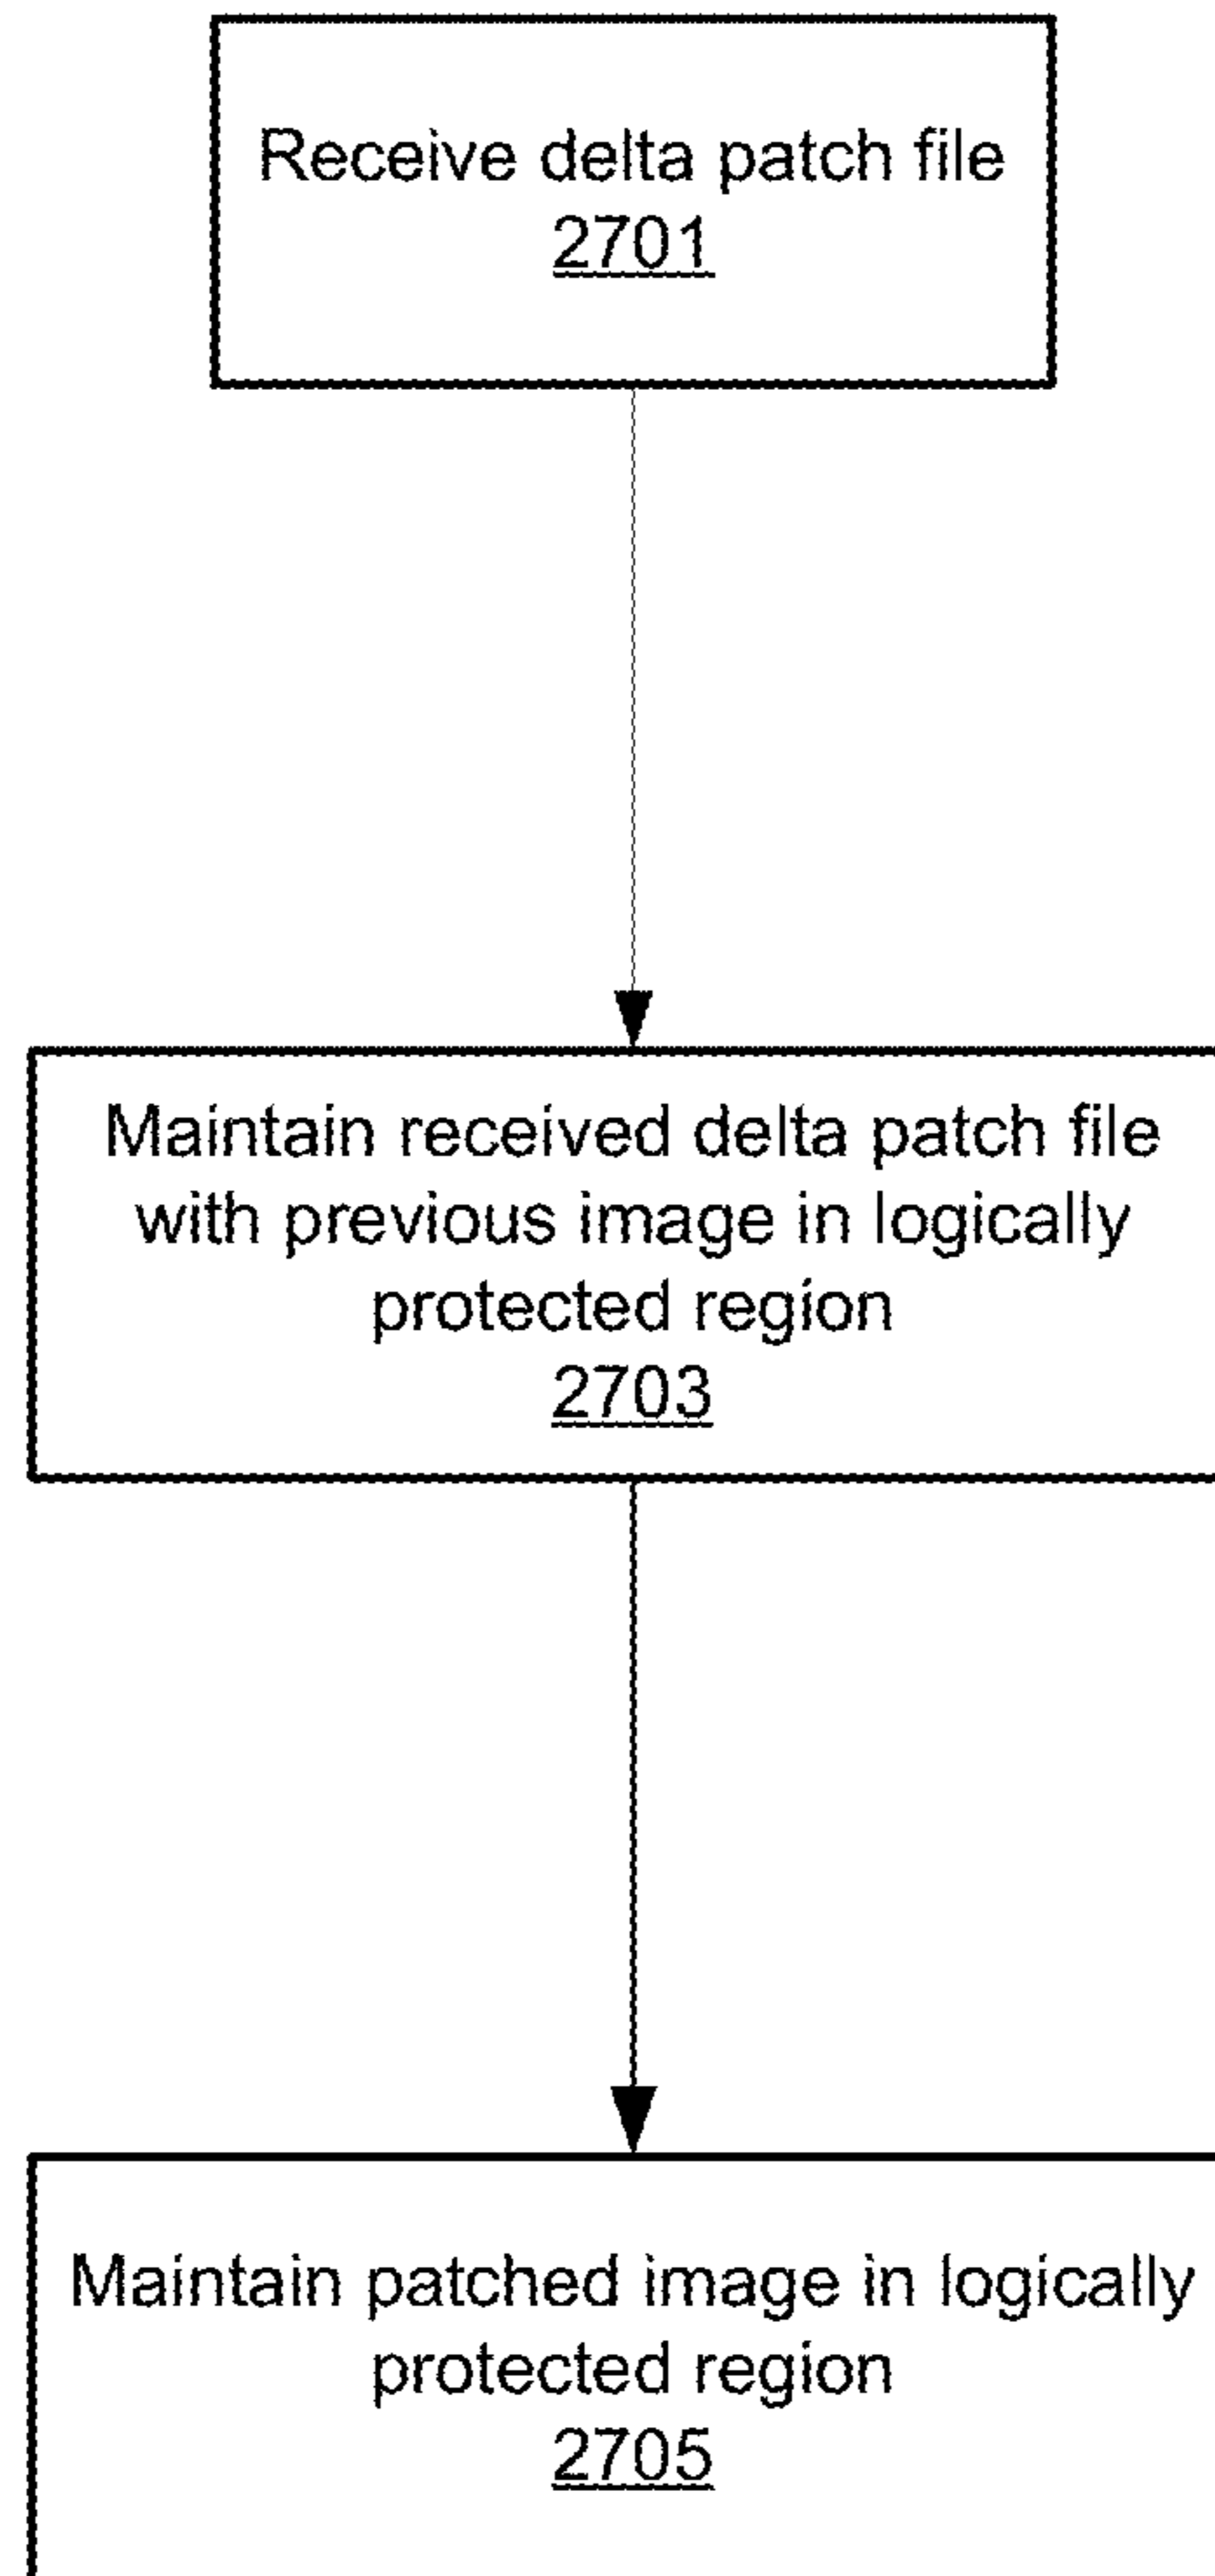 Receive delta patch file
2701
Maintain received delta patch file
with previous image in logically
protected region
2703
Maintain patched image in logically
protected region
2705